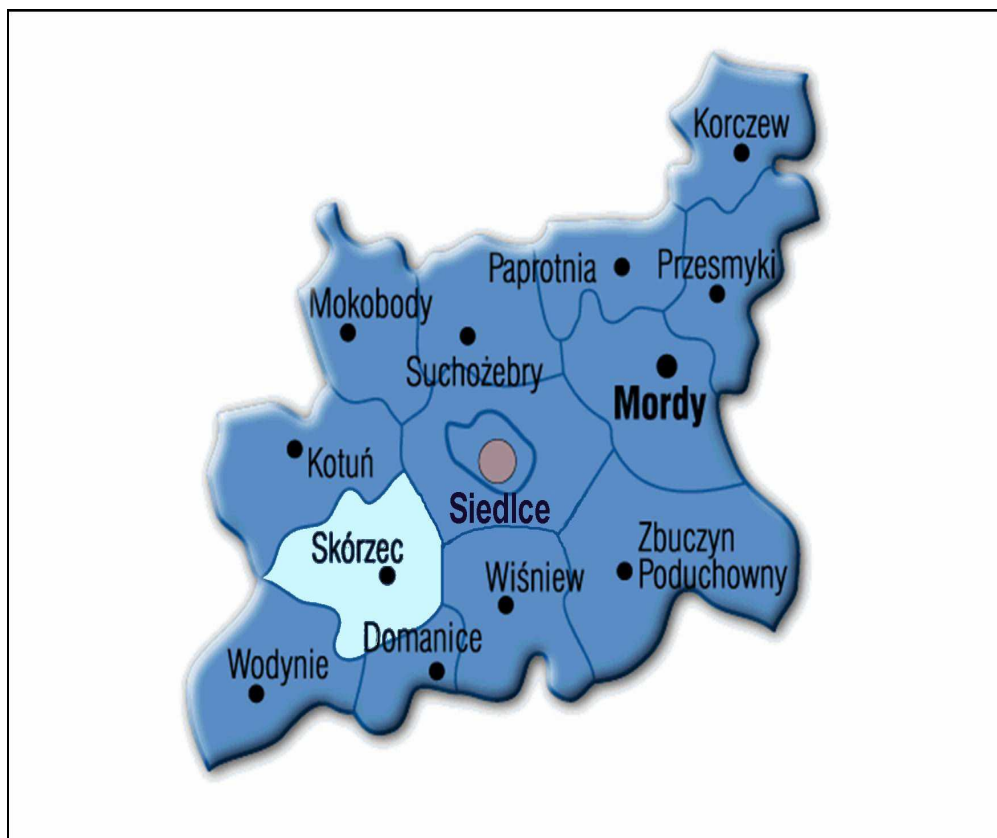 Korczew
Paprotnia
Przesmyki
Mokobody
Suchożebry
Mordy
Kotuń
Siedlce
Skórzec
Zbuczyn
Poduchowny
Wiśniew
Domanice
Wodynie